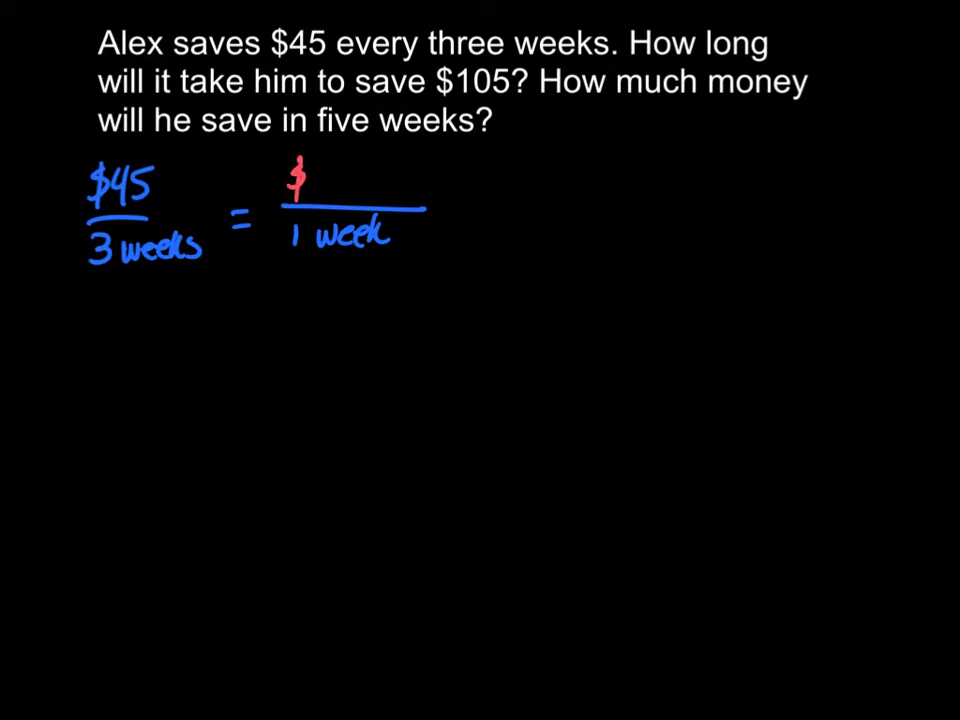 Alex saves $45 every three weeks. How long
will it take him to save $105? How much money
will he save in five weeks?
$45 = $
3 weeks 1 week